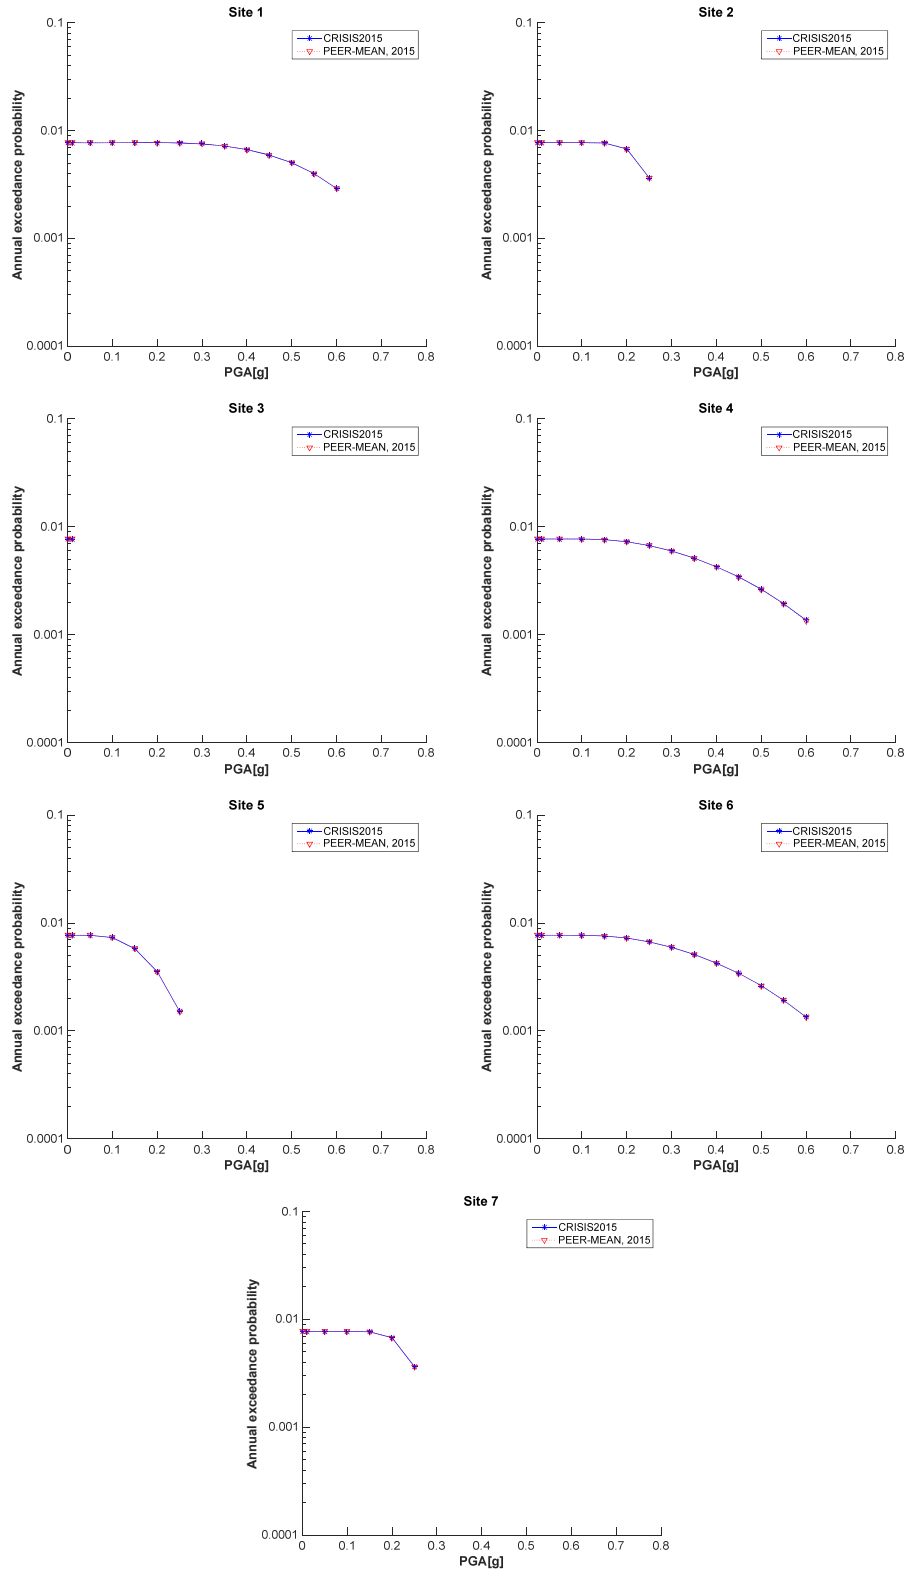 Site 1
CRISIS2015
PEER-MEAN, 2015
Annual exceedance probability
0.1
0.01
0.001
0.0001
0 0.1 0.2 0.3 0.4 0.5 0.6 0.7 0.8
PGA[g]
Site 2
CRISIS2015
PEER-MEAN, 2015
Annual exceedance probability
0.1
0.01
0.001
0.0001
0 0.1 0.2 0.3 0.4 0.5 0.6 0.7 0.8
PGA[g]
Site 3
CRISIS2015
PEER-MEAN, 2015
Annual exceedance probability
0.1
0.01
0.001
0.0001
0 0.1 0.2 0.3 0.4 0.5 0.6 0.7 0.8
PGA[g]
Site 4
CRISIS2015
PEER-MEAN, 2015
Annual exceedance probability
0.1
0.01
0.001
0.0001
0 0.1 0.2 0.3 0.4 0.5 0.6 0.7 0.8
PGA[g]
Site 5
CRISIS2015
PEER-MEAN, 2015
Annual exceedance probability
0.1
0.01
0.001
0.0001
0 0.1 0.2 0.3 0.4 0.5 0.6 0.7 0.8
PGA[g]
Site 6
CRISIS2015
PEER-MEAN, 2015
Annual exceedance probability
0.1
0.01
0.001
0.0001
0 0.1 0.2 0.3 0.4 0.5 0.6 0.7 0.8
PGA[g]
Site 7
CRISIS2015
PEER-MEAN, 2015
Annual exceedance probability
0.1
0.01
0.001
0.0001
0 0.1 0.2 0.3 0.4 0.5 0.6 0.7 0.8
PGA[g]